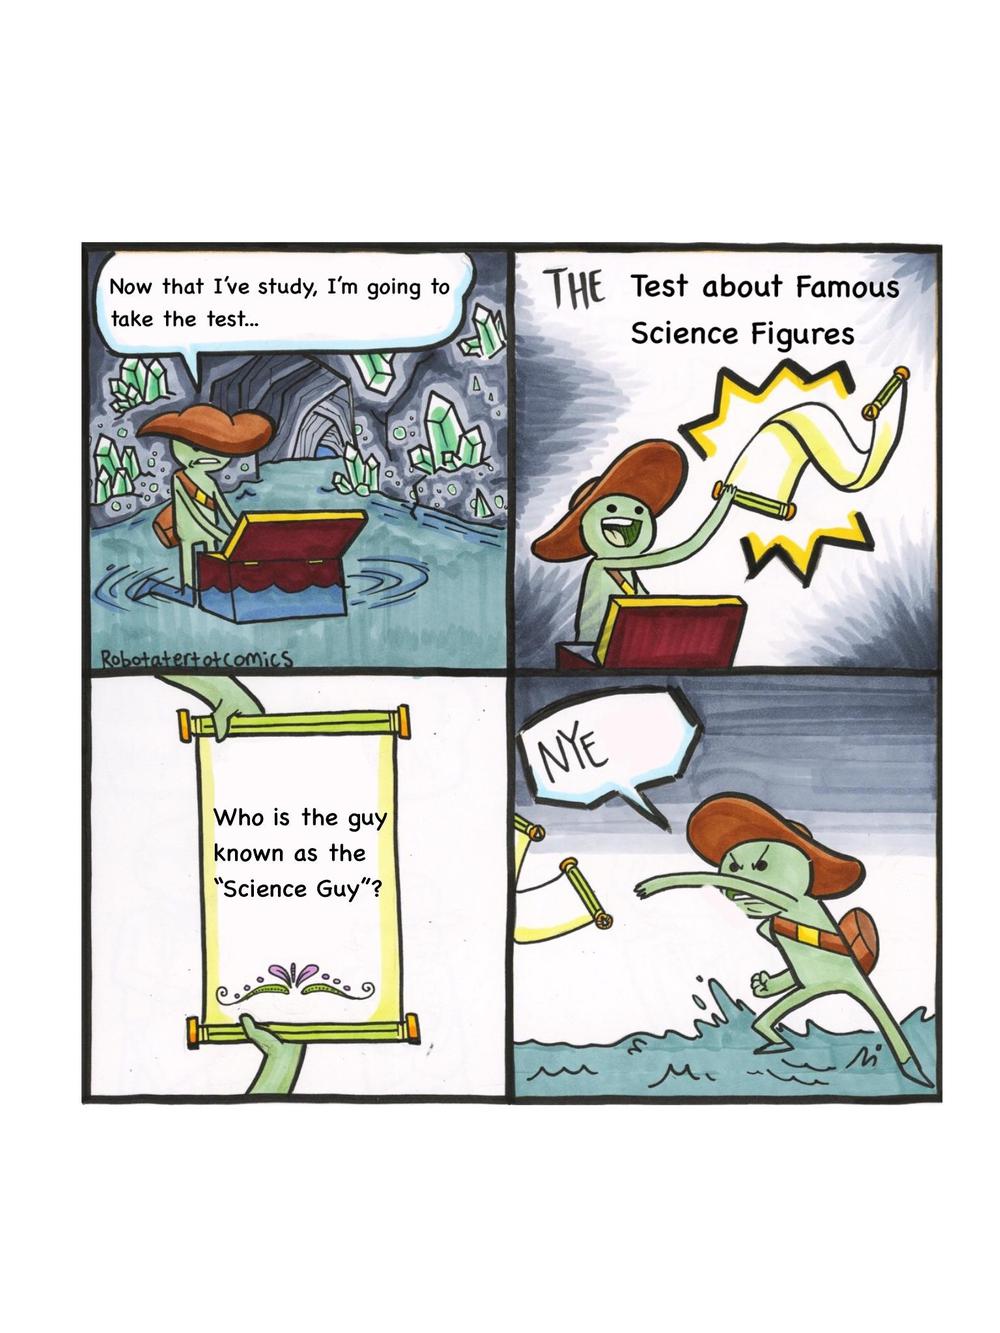 Now that I've study, I'm going to
take the test...
THE Test about Famous
Science Figures
Robotatertotcomics
Who is the guy
known as the
“Science Guy”?
NYE